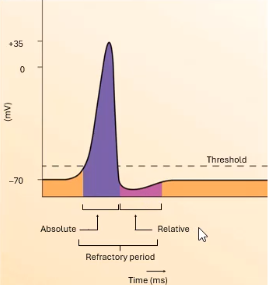 +35
0
(mV)
Threshold
–70
Absolute
Relative
Refractory period
Time (ms)